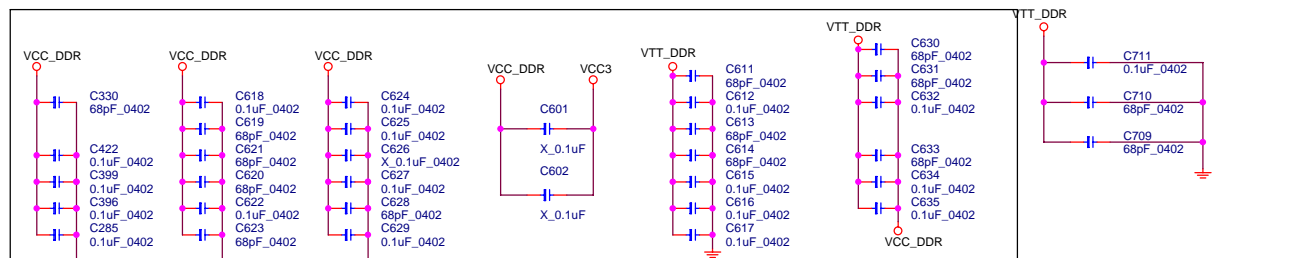 VCC_DDR
C330
68pF_0402
C422
0.1uF_0402
C399
0.1uF_0402
C396
0.1uF_0402
C285
0.1uF_0402
VCC_DDR
C618
0.1uF_0402
C619
68pF_0402
C621
68pF_0402
C620
68pF_0402
C622
0.1uF_0402
C623
68pF_0402
VCC_DDR
C624
0.1uF_0402
C625
0.1uF_0402
C626
X_0.1uF_0402
C627
0.1uF_0402
C628
68pF_0402
C629
0.1uF_0402
VCC_DDR
VCC3
C601
X_0.1uF
C602
X_0.1uF
VTT_DDR
C611
68pF_0402
C612
0.1uF_0402
C613
68pF_0402
C614
68pF_0402
C615
0.1uF_0402
C616
0.1uF_0402
C617
0.1uF_0402
VTT_DDR
C630
68pF_0402
C631
68pF_0402
C632
0.1uF_0402
C633
68pF_0402
C634
0.1uF_0402
C635
0.1uF_0402
VCC_DDR
VTT_DDR
C711
0.1uF_0402
C710
68pF_0402
C709
68pF_0402